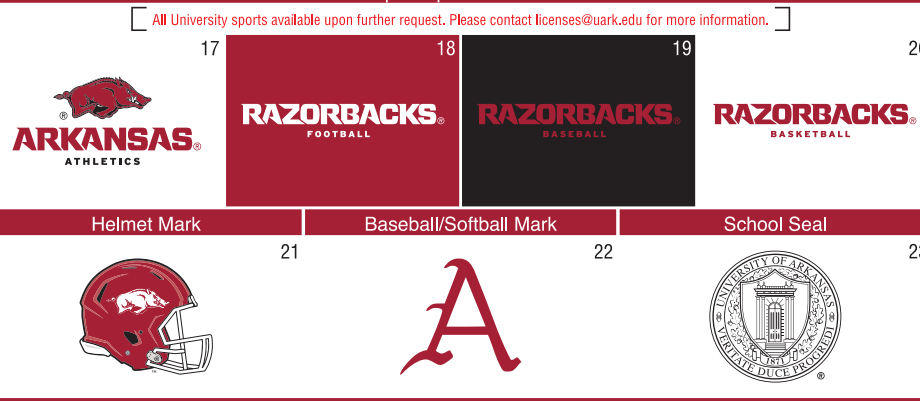 All University sports available upon further request. Please contact licenses@uark.edu for more information.
17
18
19
20
®
ARKANSAS®
ATHLETICS
RAZORBACKS®
FOOTBALL
RAZORBACKS®
BASEBALL
RAZORBACKS®
BASKETBALL
Helmet Mark
Baseball/Softball Mark
School Seal
21
22
23
UNIVERSITY OF ARKANSAS
1871
VERITATE DUCE PROGREDI
®